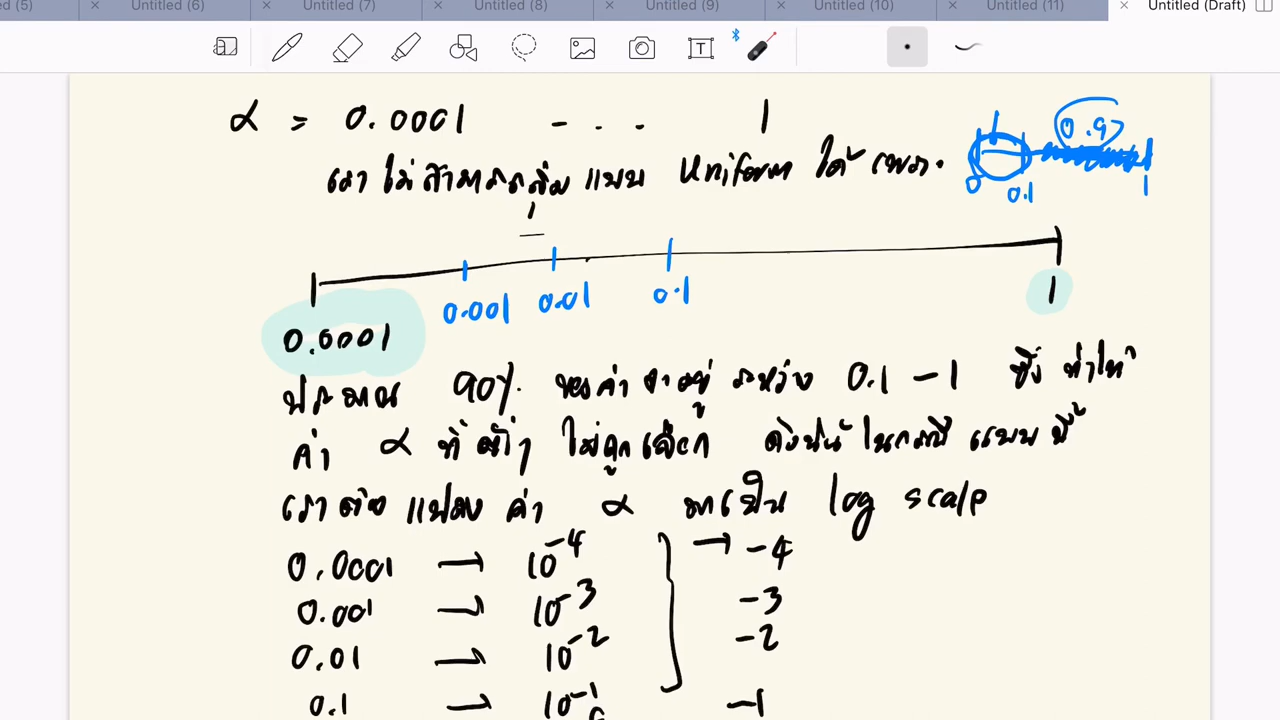 d (5)
Untitled (6)
Untitled (7)
Untitled (8)
Untitled (9)
Untitled (10)
Untitled (11)
Untitled (Draft)
α = 0.0001 - . . . 1
เราไม่สามารถสุ่ม แบบ Uniform ได้ เพราะ
0 0.1 0.97 1
0.0001 0.001 0.01 0.1 1
ประมาณ 90% ของค่าจะอยู่ ระหว่าง 0.1 - 1 ซึ่ง ทำให้
ค่า α ที่ต่ำๆ ไม่ถูกเลือก ดังนั้น ในกรณี แบบนี้
เราต้อง แปลง ค่า α มาเป็น log scale
0.0001 → 10⁻⁴ → -4
0.001 → 10⁻³ -3
0.01 → 10⁻² -2
0.1 → 10⁻¹ -1